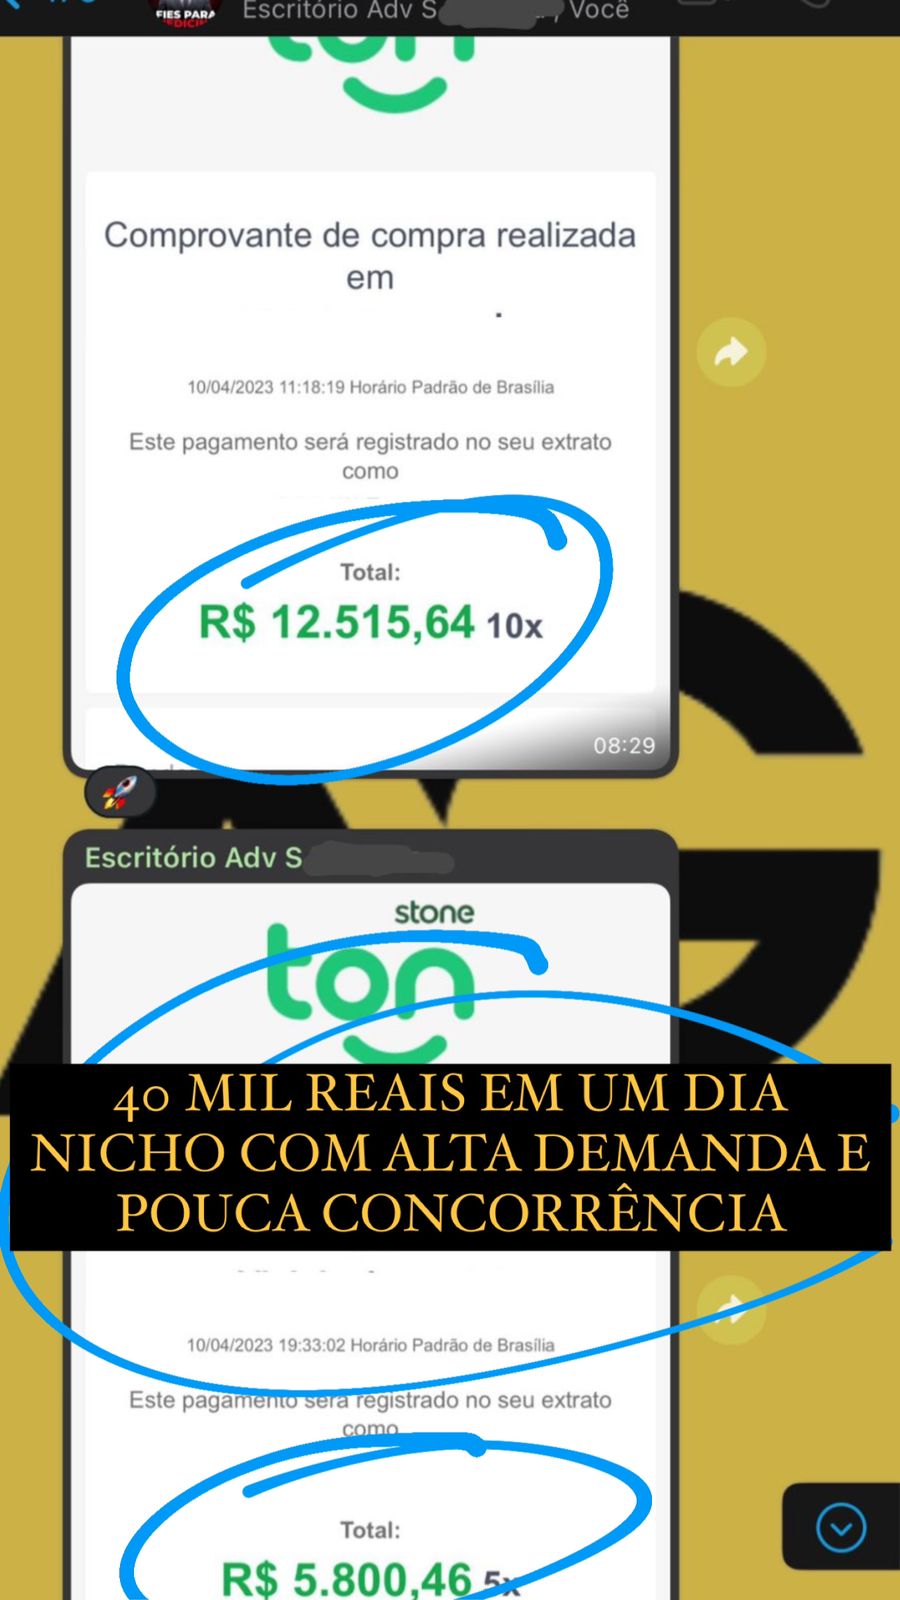 Escritório Adv S , Você
FIES PARA
MEDICINA
ton
Comprovante de compra realizada
em
10/04/2023 11:18:19 Horário Padrão de Brasília
Este pagamento será registrado no seu extrato
como
Total:
R$ 12.515,64 10x
08:29
Escritório Adv S
stone
ton
40 MIL REAIS EM UM DIA
NICHO COM ALTA DEMANDA E
POUCA CONCORRÊNCIA
10/04/2023 19:33:02 Horário Padrão de Brasília
Este pagamento será registrado no seu extrato
como
Total:
R$ 5.800,46 5x